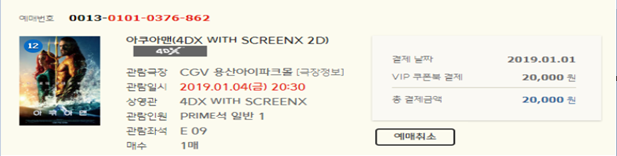 예매번호 0013-0101-0376-862
12
아쿠아맨
아쿠아맨(4DX WITH SCREENX 2D)
4DX
관람극장 CGV 용산아이파크몰 [극장정보]
관람일시 2019.01.04(금) 20:30
상영관 4DX WITH SCREENX
관람인원 PRIME석 일반 1
관람좌석 E 09
매수 1매
결제 날짜 2019.01.01
VIP 쿠폰북 결제 20,000 원
총 결제금액 20,000 원
예매취소